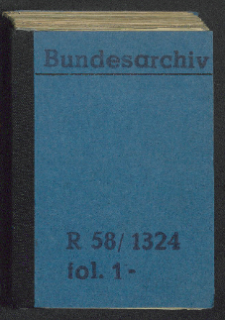 Bundesarchiv
R 58/ 1324
fol. 1-